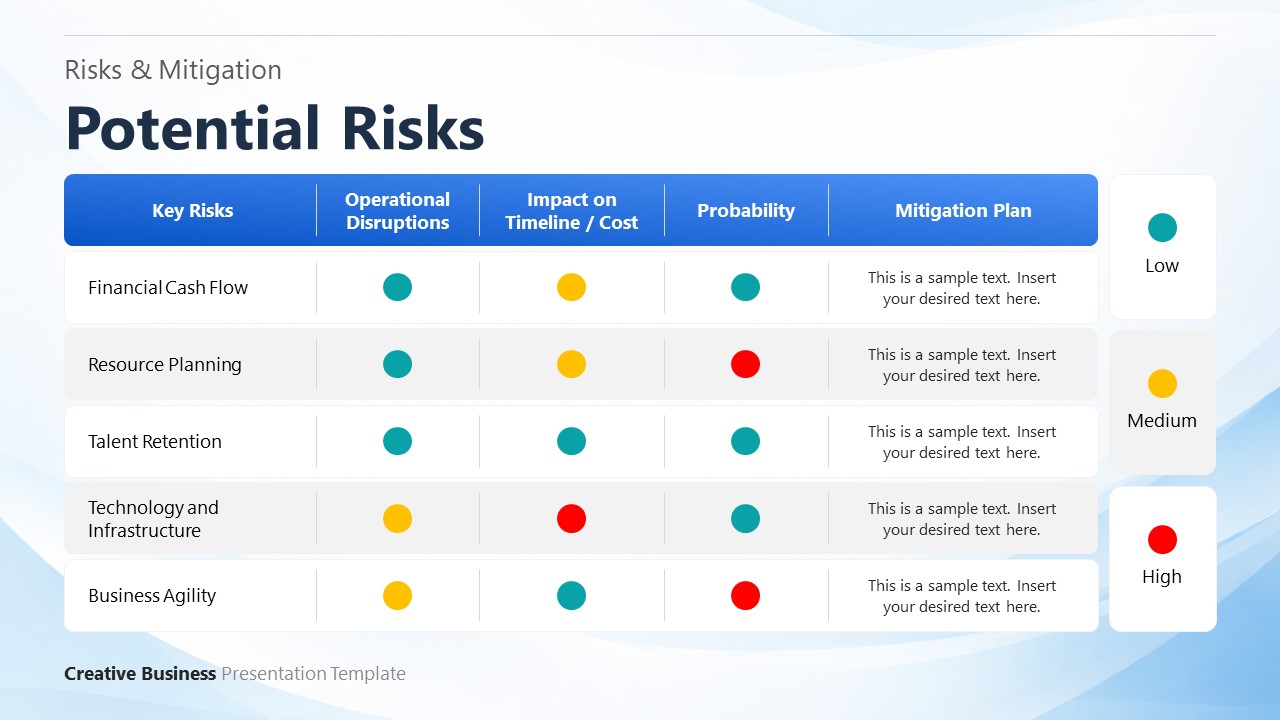 Risks & Mitigation
Potential Risks
Key Risks
Operational
Disruptions
Impact on
Timeline / Cost
Probability
Mitigation Plan
Financial Cash Flow
This is a sample text. Insert
your desired text here.
Resource Planning
This is a sample text. Insert
your desired text here.
Talent Retention
This is a sample text. Insert
your desired text here.
Technology and
Infrastructure
This is a sample text. Insert
your desired text here.
Business Agility
This is a sample text. Insert
your desired text here.
Low
Medium
High
Creative Business Presentation Template